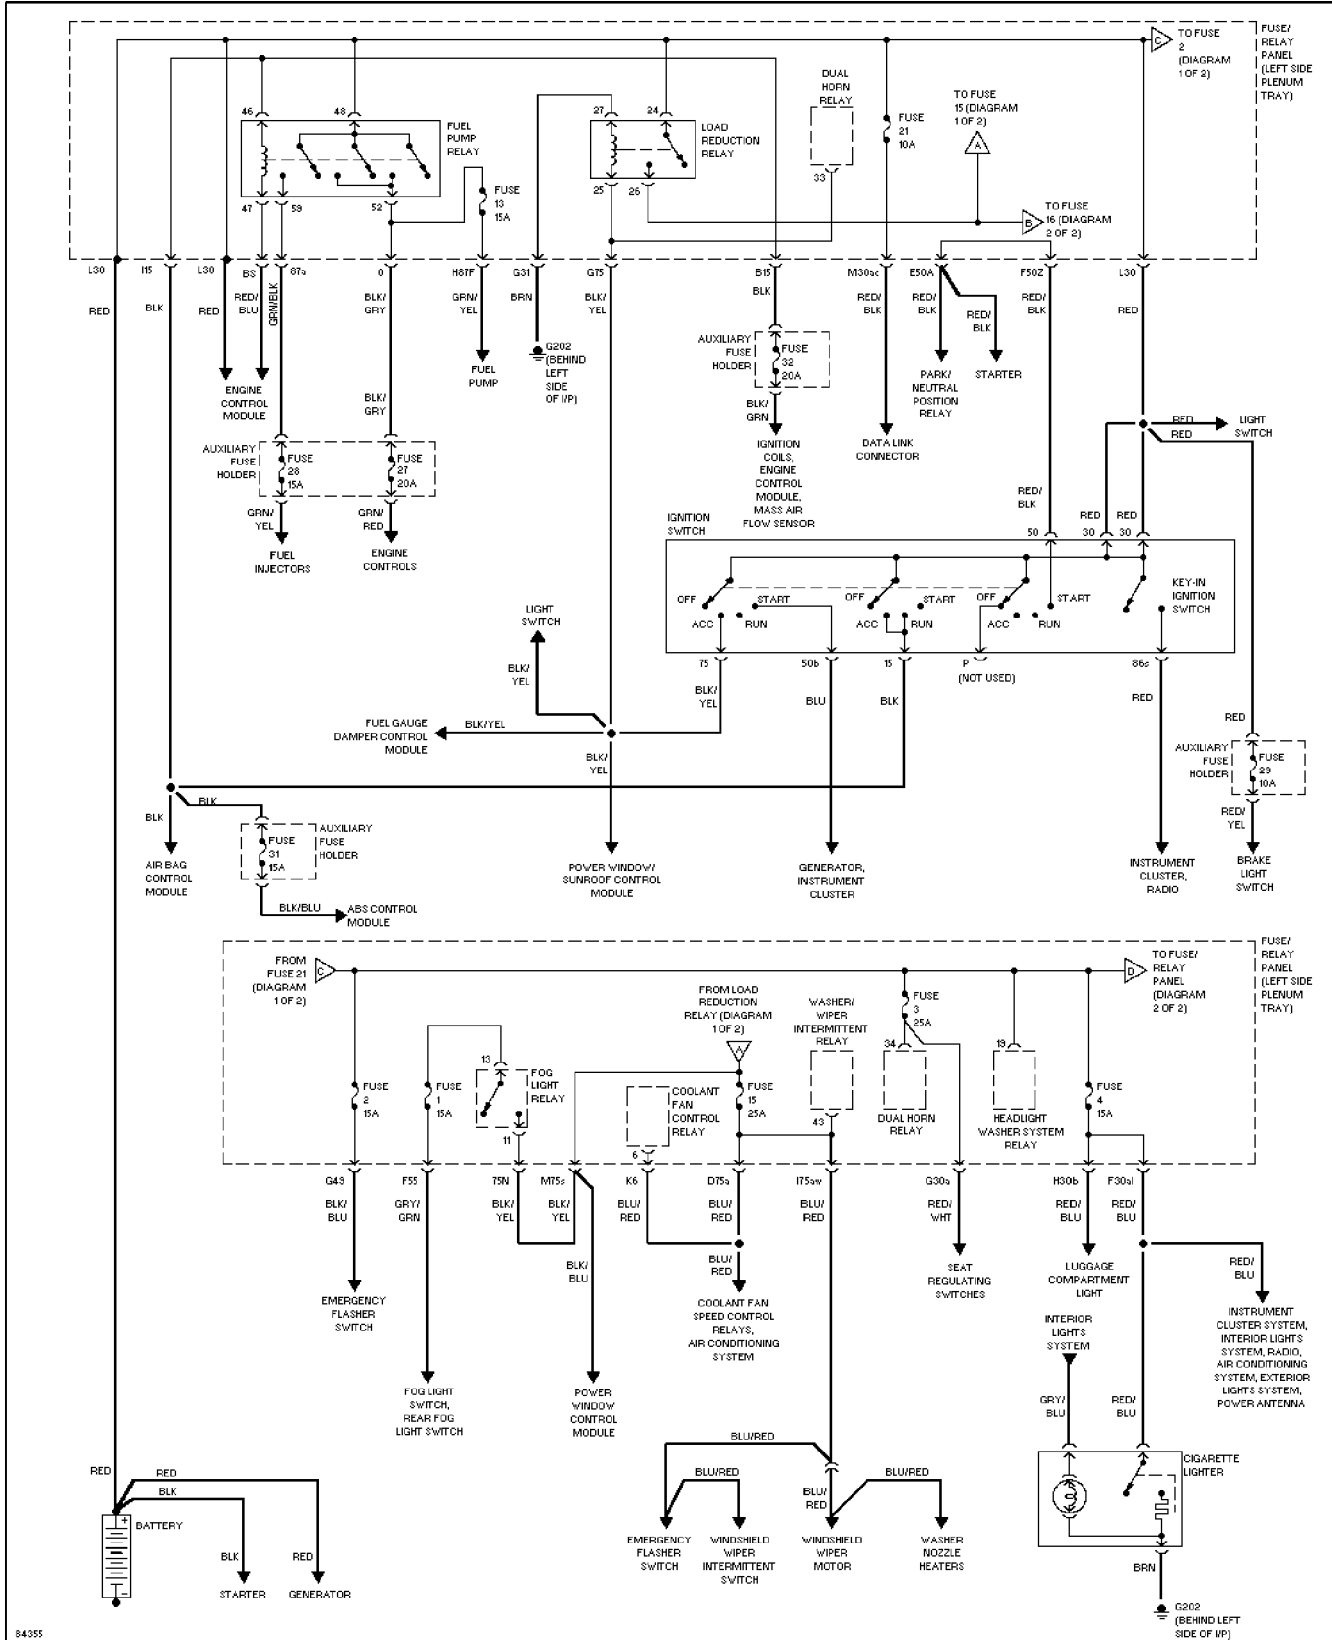 TO FUSE
2
(DIAGRAM
1 OF 2)
C
FUSE/
RELAY
PANEL
(LEFT SIDE
PLENUM
TRAY)
DUAL
HORN
RELAY
TO FUSE
15 (DIAGRAM
1 OF 2)
A
46
48
FUEL
PUMP
RELAY
27
24
LOAD
REDUCTION
RELAY
FUSE
21
10A
33
47
59
52
FUSE
13
15A
25
26
B
TO FUSE
16 (DIAGRAM
2 OF 2)
L30
I15
L30
BS
87a
0
H87F
G31
G75
B15
M30ac
E50A
F50Z
L30
RED
BLK
RED
RED/
BLU
GRN/BLK
BLK/
GRY
GRN/
YEL
BRN
BLK/
YEL
BLK
RED/
BLK
RED/
BLK
RED/
BLK
RED/
BLK
RED
G202
(BEHIND
LEFT
SIDE
OF I/P)
AUXILIARY
FUSE
HOLDER
FUSE
32
20A
FUEL
PUMP
PARK/
NEUTRAL
POSITION
RELAY
STARTER
ENGINE
CONTROL
MODULE
BLK/
GRY
BLK/
GRN
RED
RED
LIGHT
SWITCH
AUXILIARY
FUSE
HOLDER
FUSE
28
15A
FUSE
27
20A
IGNITION
COILS,
ENGINE
CONTROL
MODULE,
MASS AIR
FLOW SENSOR
DATA LINK
CONNECTOR
GRN/
YEL
GRN/
RED
RED/
BLK
RED
RED
FUEL
INJECTORS
ENGINE
CONTROLS
IGNITION
SWITCH
50
30
30
OFF
START
ACC
RUN
OFF
START
ACC
RUN
OFF
START
ACC
RUN
KEY-IN
IGNITION
SWITCH
LIGHT
SWITCH
75
50b
15
P
(NOT USED)
86s
BLK/
YEL
BLK/
YEL
BLU
BLK
RED
RED
FUEL GAUGE
DAMPER CONTROL
MODULE
BLK/YEL
BLK/
YEL
AUXILIARY
FUSE
HOLDER
FUSE
29
10A
BLK
BLK
RED/
YEL
AIR BAG
CONTROL
MODULE
FUSE
31
15A
AUXILIARY
FUSE
HOLDER
POWER WINDOW/
SUNROOF CONTROL
MODULE
GENERATOR,
INSTRUMENT
CLUSTER
INSTRUMENT
CLUSTER,
RADIO
BRAKE
LIGHT
SWITCH
BLK/BLU
ABS CONTROL
MODULE
FROM
FUSE 21
(DIAGRAM
1 OF 2)
C
FROM LOAD
REDUCTION
RELAY (DIAGRAM
1 OF 2)
A
WASHER/
WIPER
INTERMITTENT
RELAY
FUSE
3
25A
D
TO FUSE/
RELAY
PANEL
(DIAGRAM
2 OF 2)
FUSE/
RELAY
PANEL
(LEFT SIDE
PLENUM
TRAY)
13
34
19
FUSE
2
15A
FUSE
1
15A
FOG
LIGHT
RELAY
COOLANT
FAN
CONTROL
RELAY
FUSE
15
25A
43
DUAL HORN
RELAY
HEADLIGHT
WASHER SYSTEM
RELAY
FUSE
4
15A
11
6
G49
F55
75N
M75s
K6
D75a
I75aw
G30a
H30b
F30al
BLK/
BLU
GRY/
GRN
BLK/
YEL
BLK/
YEL
BLU/
RED
BLU/
RED
BLU/
RED
RED/
WHT
RED/
BLU
RED/
BLU
BLK/
BLU
BLU/
RED
RED/
BLU
EMERGENCY
FLASHER
SWITCH
COOLANT FAN
SPEED CONTROL
RELAYS,
AIR CONDITIONING
SYSTEM
SEAT
REGULATING
SWITCHES
LUGGAGE
COMPARTMENT
LIGHT
INTERIOR
LIGHTS
SYSTEM
INSTRUMENT
CLUSTER SYSTEM,
INTERIOR LIGHTS
SYSTEM, RADIO,
AIR CONDITIONING
SYSTEM, EXTERIOR
LIGHTS SYSTEM,
POWER ANTENNA
FOG LIGHT
SWITCH,
REAR FOG
LIGHT SWITCH
POWER
WINDOW
CONTROL
MODULE
GRY/
BLU
RED/
BLU
BLU/RED
RED
RED
BLK
BLU/RED
BLU/RED
BLU/
RED
CIGARETTE
LIGHTER
BATTERY
+
-
BLK
RED
STARTER
GENERATOR
EMERGENCY
FLASHER
SWITCH
WINDSHIELD
WIPER
INTERMITTENT
SWITCH
WINDSHIELD
WIPER
MOTOR
WASHER
NOZZLE
HEATERS
BRN
G202
(BEHIND LEFT
SIDE OF I/P)
84355